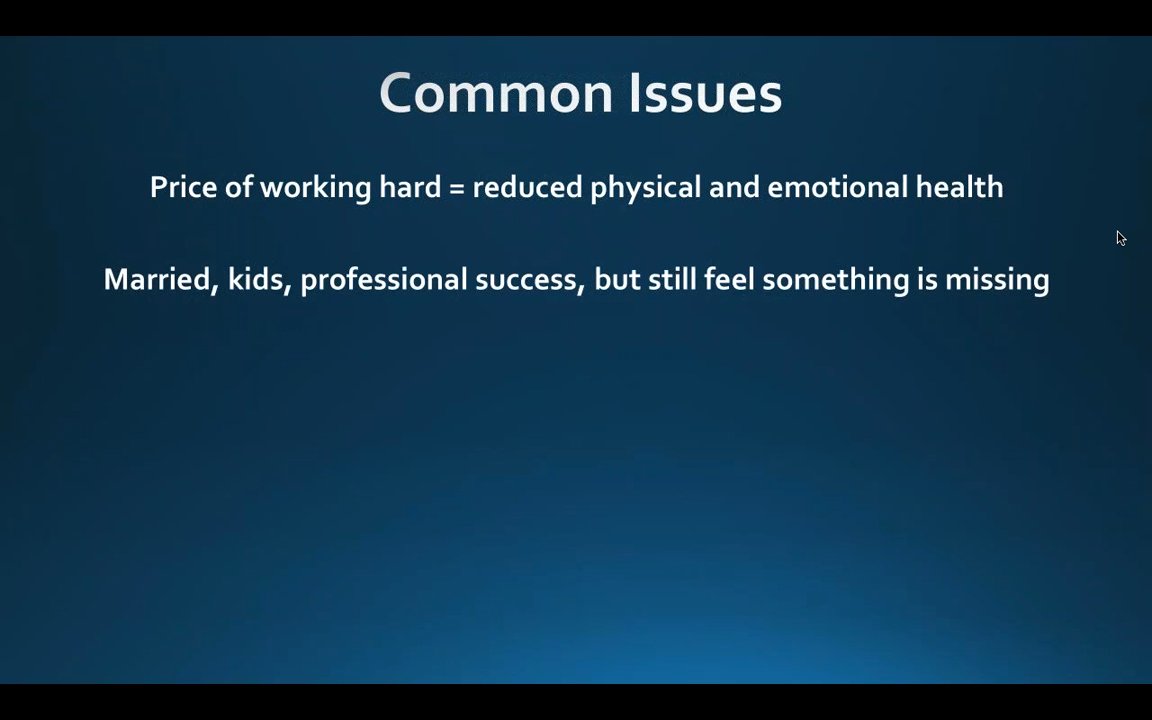 Common Issues
Price of working hard = reduced physical and emotional health
Married, kids, professional success, but still feel something is missing